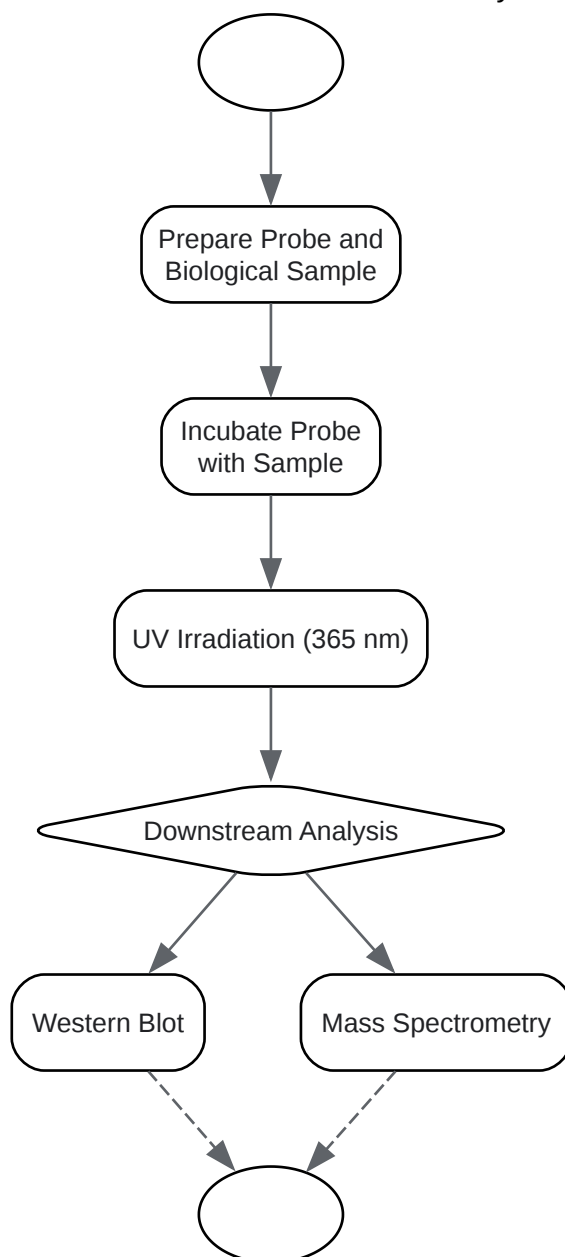 Prepare Probe and
Biological Sample
Incubate Probe
with Sample
UV Irradiation (365 nm)
Downstream Analysis
Western Blot
Mass Spectrometry